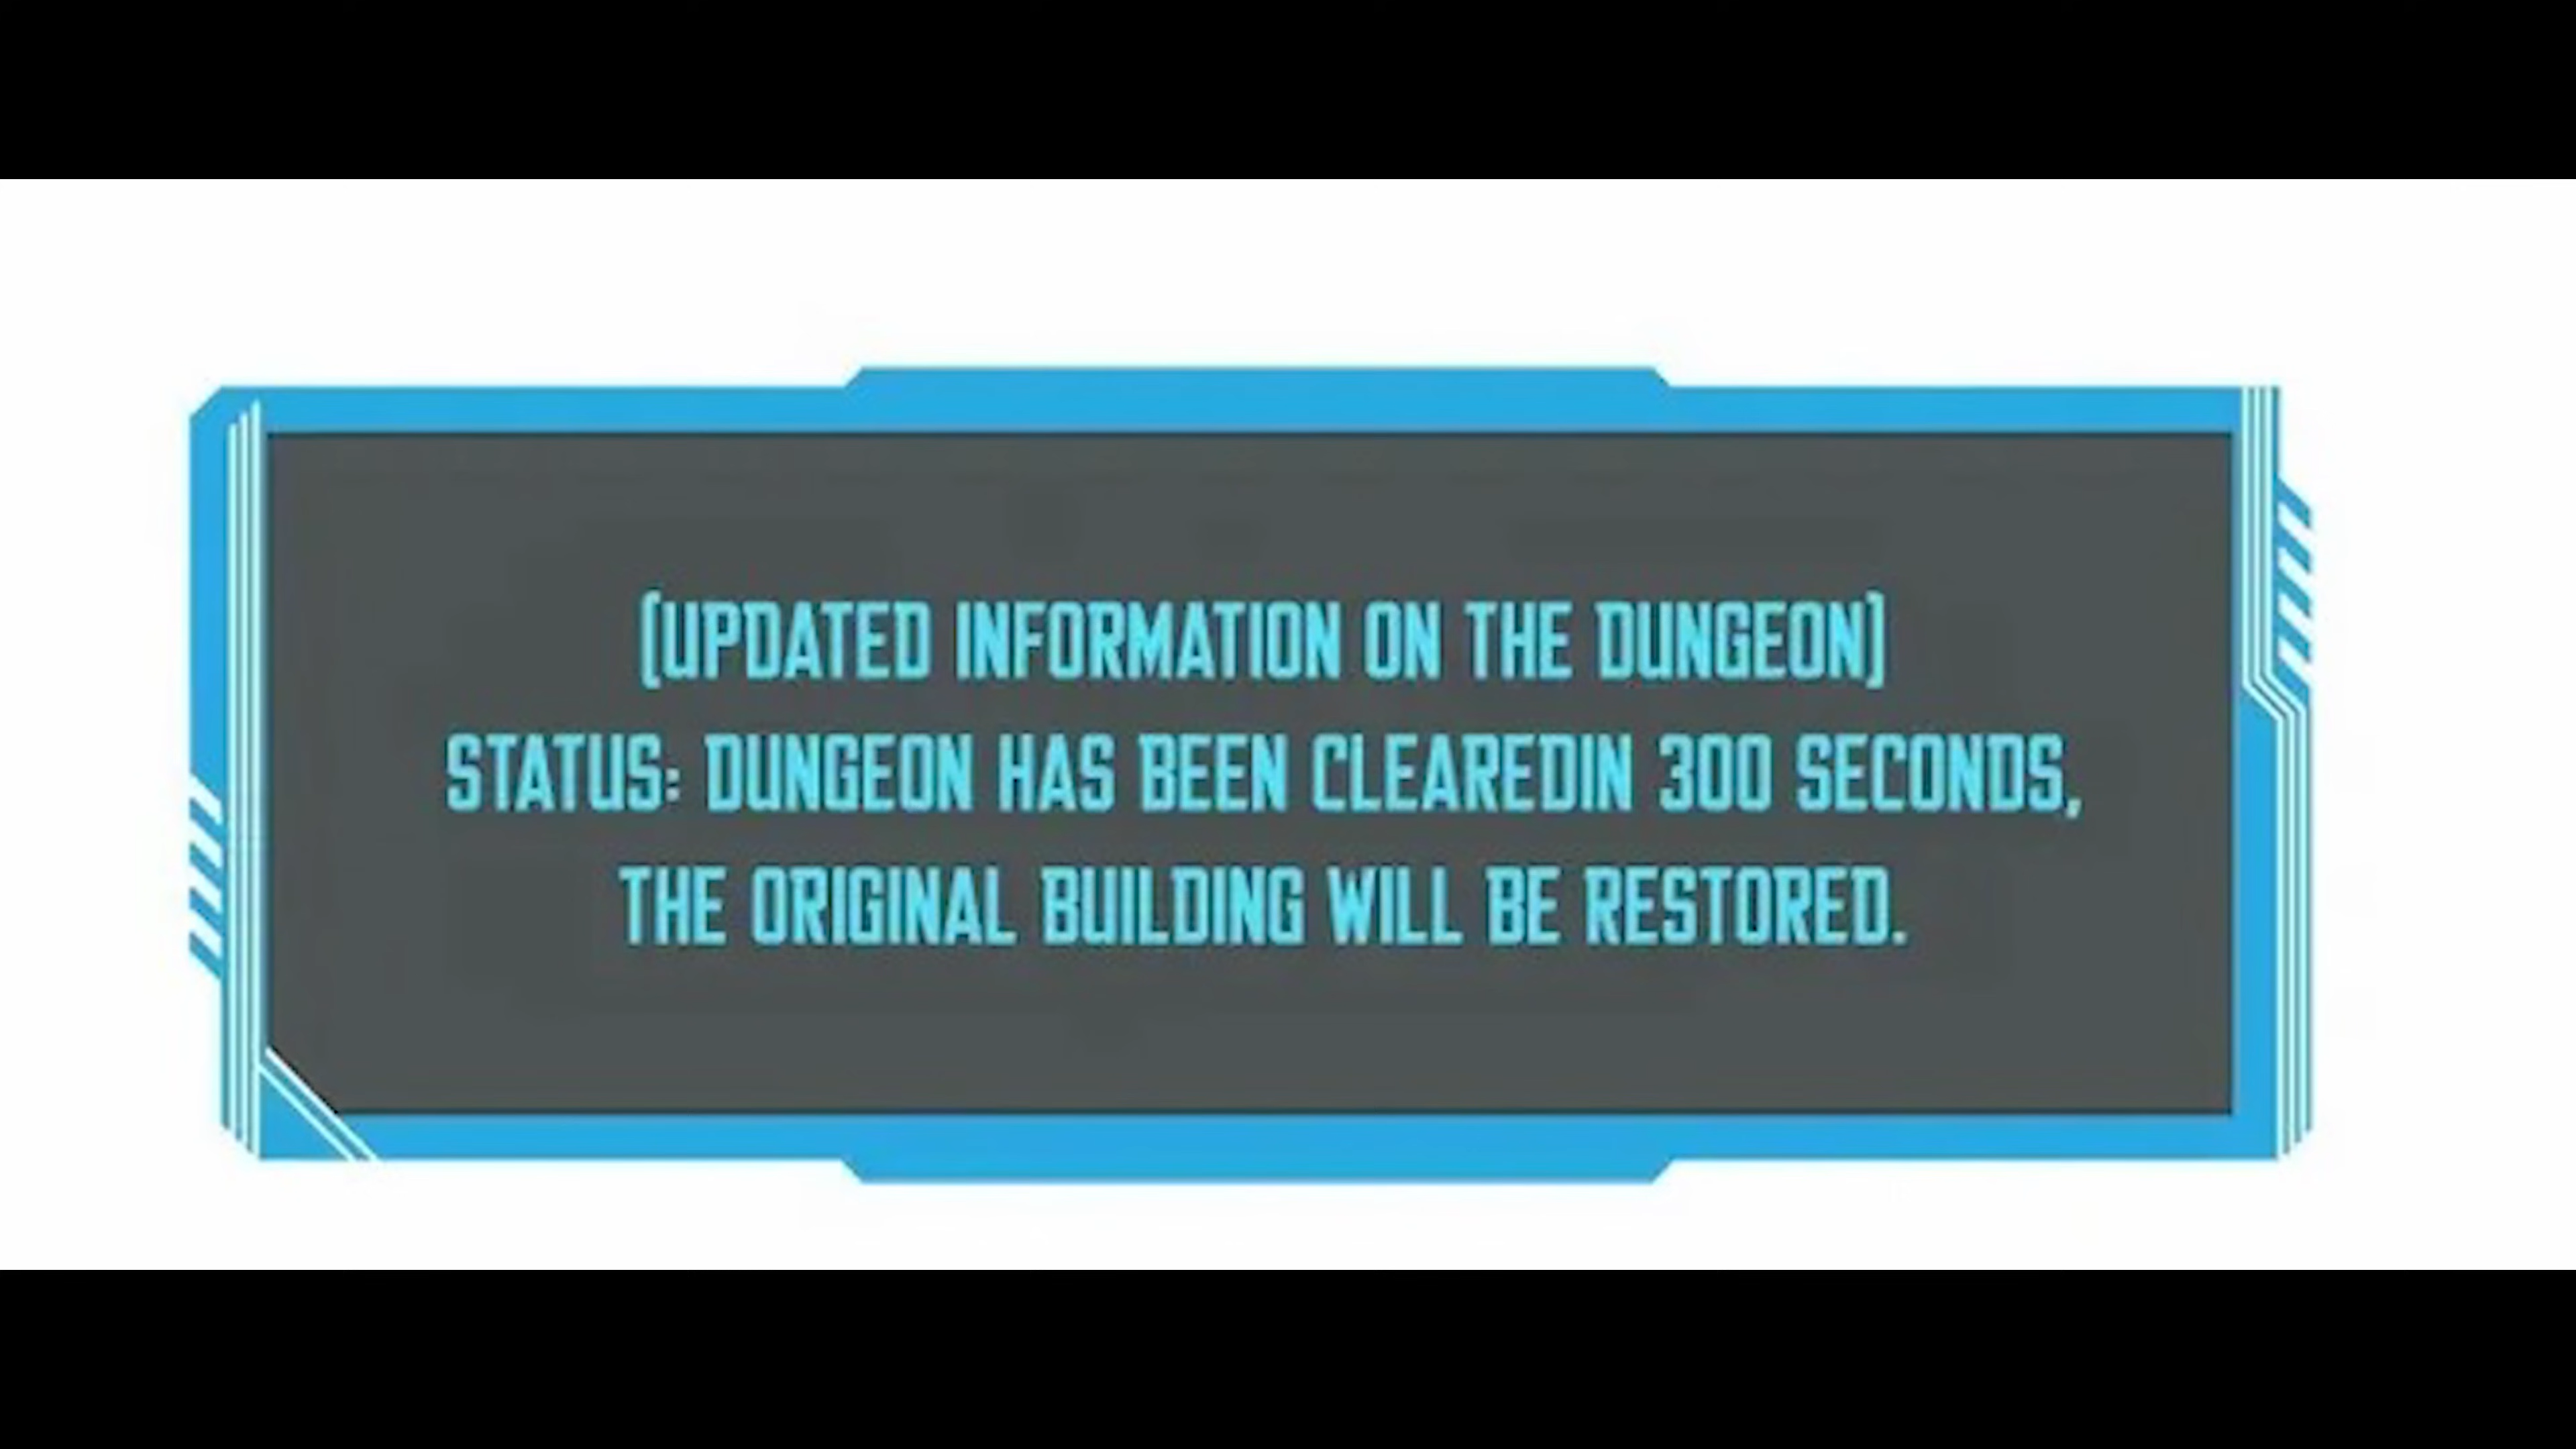 (UPDATED INFORMATION ON THE DUNGEON)
STATUS: DUNGEON HAS BEEN CLEAREDIN 300 SECONDS,
THE ORIGINAL BUILDING WILL BE RESTORED.